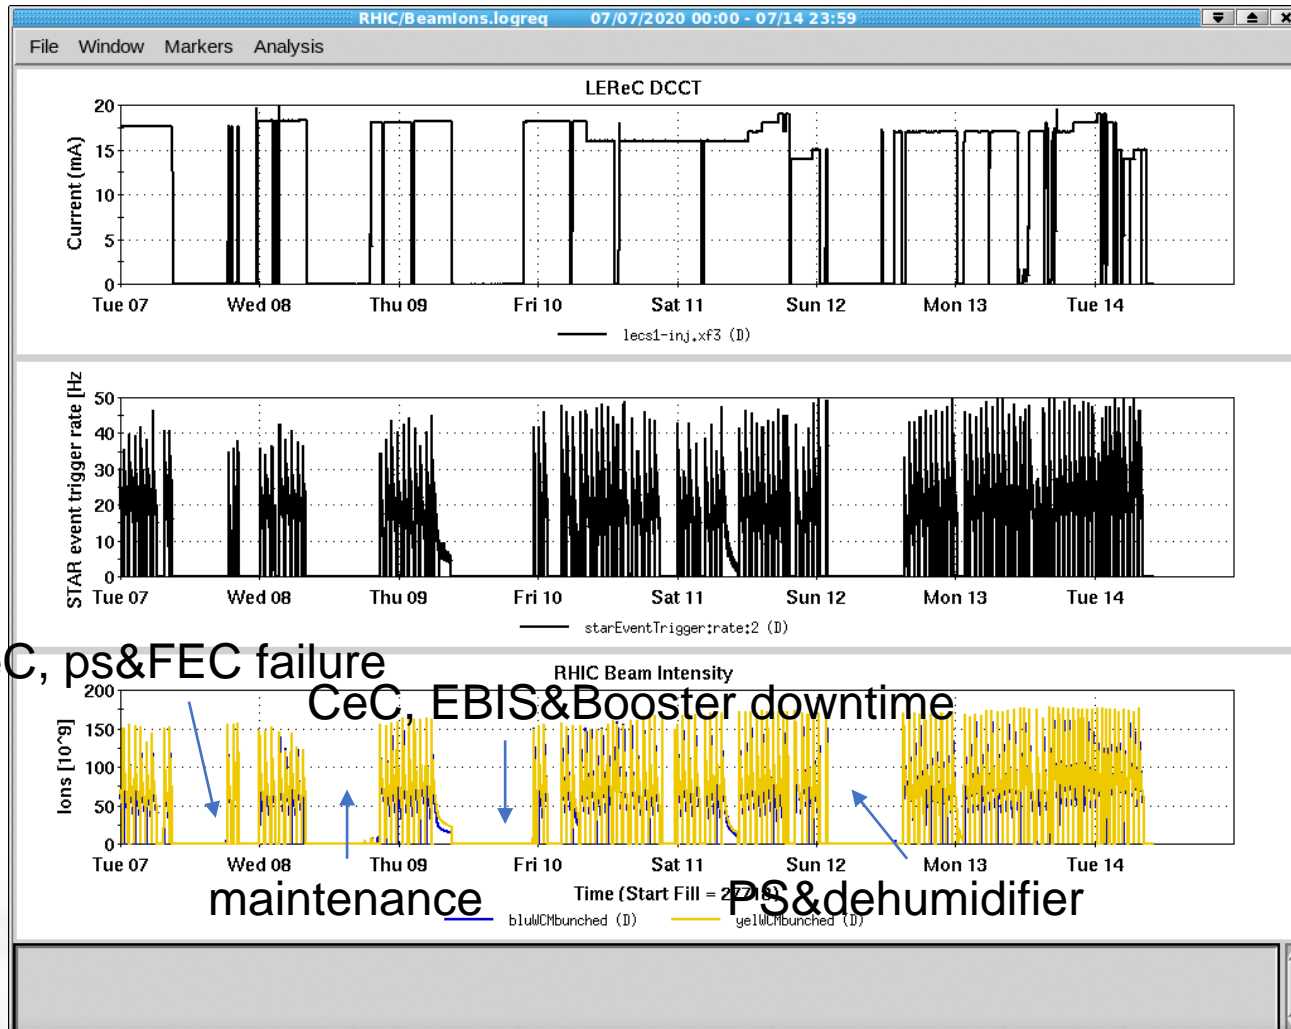 RHIC/BeamIons.logreq 07/07/2020 00:00 - 07/14 23:59
File Window Markers Analysis
LEReC DCCT
Current (mA)
20
15
10
5
0
Tue 07 Wed 08 Thu 09 Fri 10 Sat 11 Sun 12 Mon 13 Tue 14
lecs1-inj.xf3 (D)
STAR event trigger rate [Hz
50
40
30
20
10
0
Tue 07 Wed 08 Thu 09 Fri 10 Sat 11 Sun 12 Mon 13 Tue 14
starEventTrigger:rate:2 (D)
C, ps&FEC failure
RHIC Beam Intensity
CeC, EBIS&Booster downtime
Ions [10^9]
200
150
100
50
0
Tue 07 Wed 08 Thu 09 Fri 10 Sat 11 Sun 12 Mon 13 Tue 14
maintenance
Time (Start Fill = 27718)
PS&dehumidifier
bluWCMbunched (D) yelWCMbunched (D)